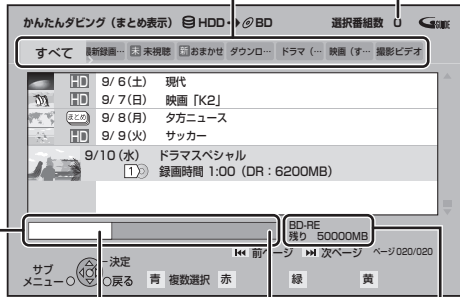 かんたんダビング（まとめ表示） HDD BD 選択番組数 0 GUIDE
すべて 最新録画… 未 未視聴 おまかせ ダウンロ… ドラマ（… 映画（す… 撮影ビデオ
HD 9/ 6(土) 現代
HD 9/ 7(日) 映画「K2」
まとめ 9/ 8(月) 夕方ニュース
HD 9/ 9(火) サッカー
9/10(水) ドラマスペシャル
1 録画時間 1:00（DR：6200MB）
BD-RE
残り 50000MB
前ページ 次ページ ページ020/020
サブ
メニュー
決定
戻る
青 複数選択 赤 緑 黄